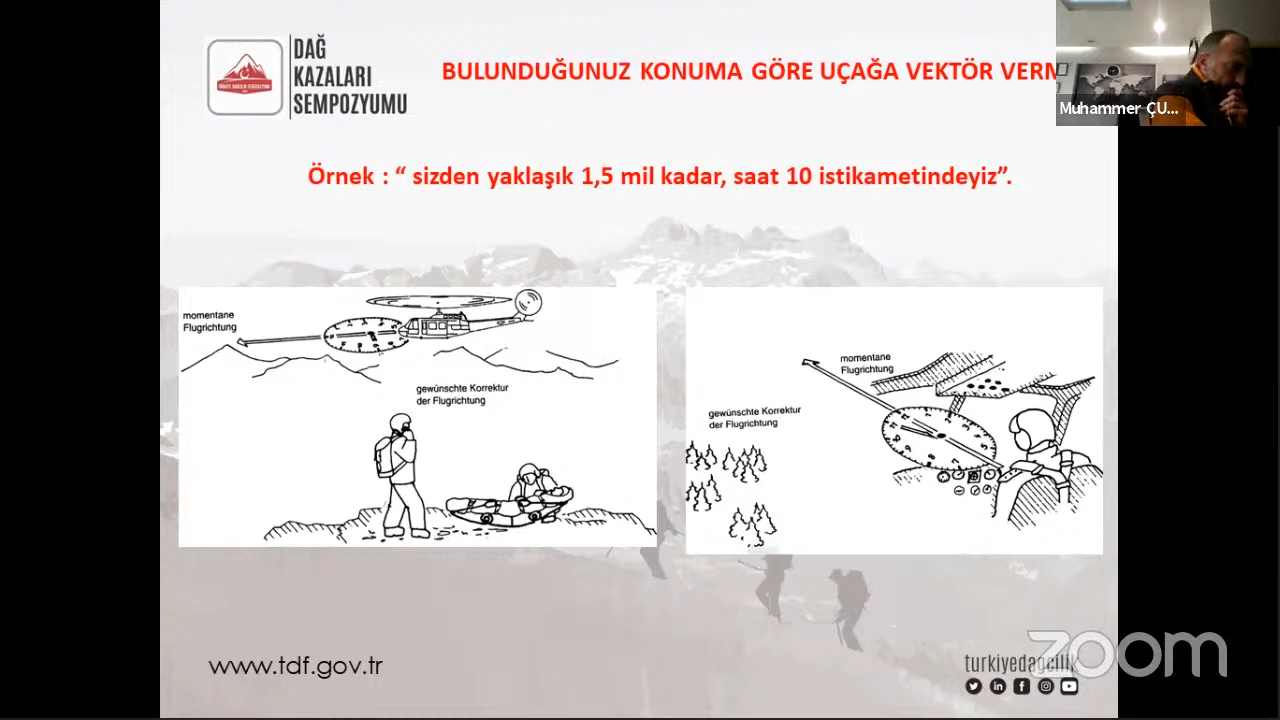 DAĞ
KAZALARI
SEMPOZYUMU
BULUNDUĞUNUZ KONUMA GÖRE UÇAĞA VEKTÖR VERM
Muhammer ÇU...
Örnek : “ sizden yaklaşık 1,5 mil kadar, saat 10 istikametindeyiz”.
momentane
Flugrichtung
gewünschte Korrektur
der Flugrichtung
momentane
Flugrichtung
gewünschte Korrektur
der Flugrichtung
www.tdf.gov.tr
turkiyedagcilik
zoom